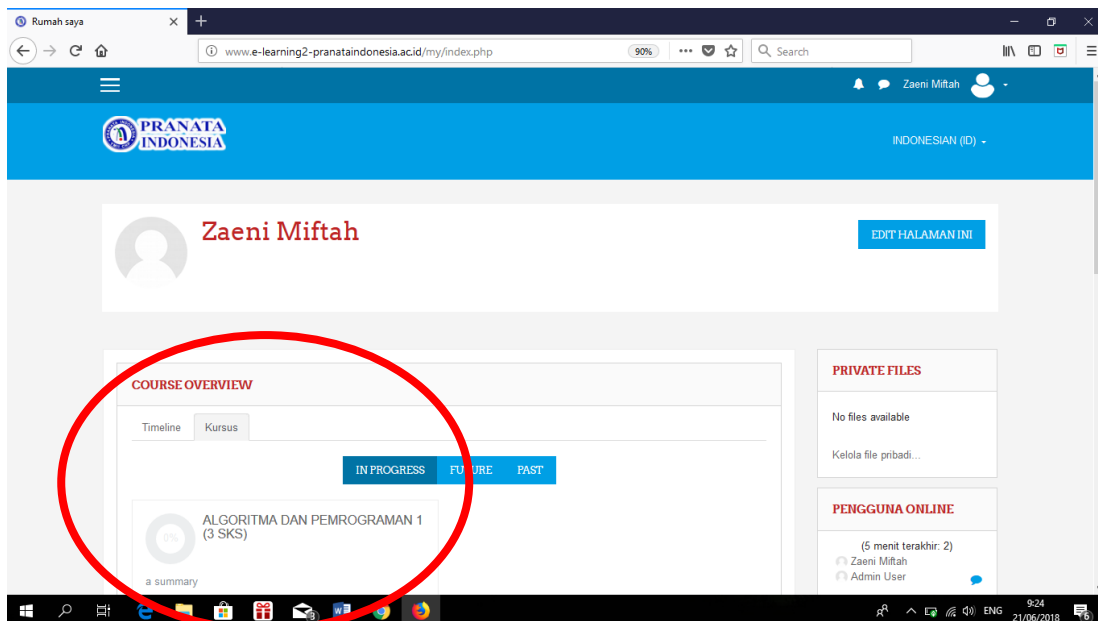 Rumah saya
www.e-learning2-pranataindonesia.ac.id/my/index.php
90%
Search
Zaeni Miftah
PRANATA
INDONESIA
INDONESIAN (ID)
Zaeni Miftah
EDIT HALAMAN INI
COURSE OVERVIEW
Timeline Kursus
IN PROGRESS FUTURE PAST
0%
ALGORITMA DAN PEMROGRAMAN 1
(3 SKS)
a summary
PRIVATE FILES
No files available
Kelola file pribadi...
PENGGUNA ONLINE
(5 menit terakhir: 2)
Zaeni Miftah
Admin User
ENG
9:24
21/06/2018
3
6